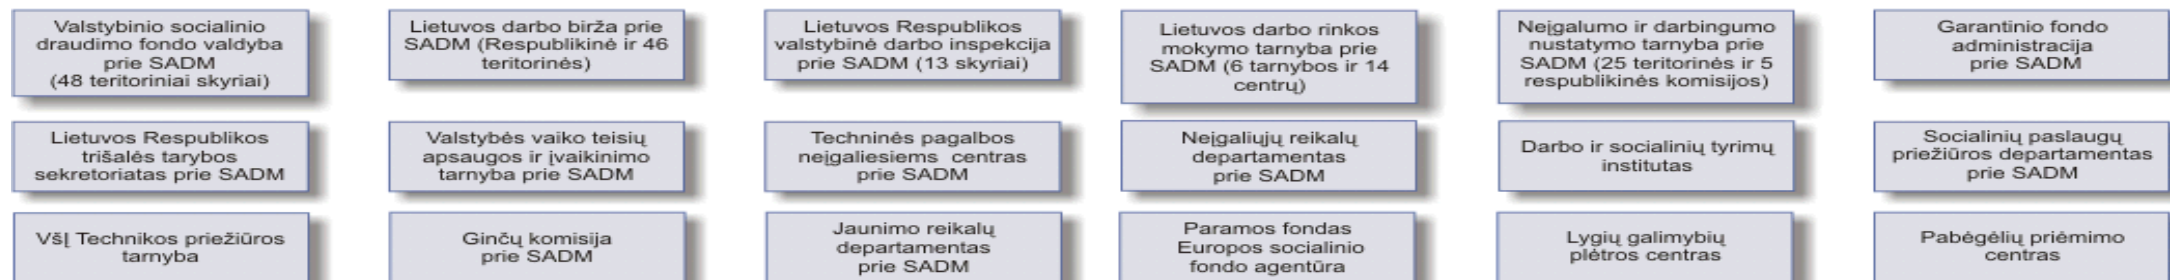 Valstybinio socialinio
draudimo fondo valdyba
prie SADM
(48 teritoriniai skyriai)
Lietuvos darbo birža prie
SADM (Respublikinė ir 46
teritorinės)
Lietuvos Respublikos
valstybinė darbo inspekcija
prie SADM (13 skyriai)
Lietuvos darbo rinkos
mokymo tarnyba prie
SADM (6 tarnybos ir 14
centrų)
Neįgalumo ir darbingumo
nustatymo tarnyba prie
SADM (25 teritorinės ir 5
respublikinės komisijos)
Garantinio fondo
administracija
prie SADM
Lietuvos Respublikos
trišalės tarybos
sekretoriatas prie SADM
Valstybės vaiko teisių
apsaugos ir įvaikinimo
tarnyba prie SADM
Techninės pagalbos
neįgaliesiems centras
prie SADM
Neįgaliųjų reikalų
departamentas
prie SADM
Darbo ir socialinių tyrimų
institutas
Socialinių paslaugų
priežiūros departamentas
prie SADM
VšĮ Technikos priežiūros
tarnyba
Ginčų komisija
prie SADM
Jaunimo reikalų
departamentas
prie SADM
Paramos fondas
Europos socialinio
fondo agentūra
Lygių galimybių
plėtros centras
Pabėgėlių priėmimo
centras